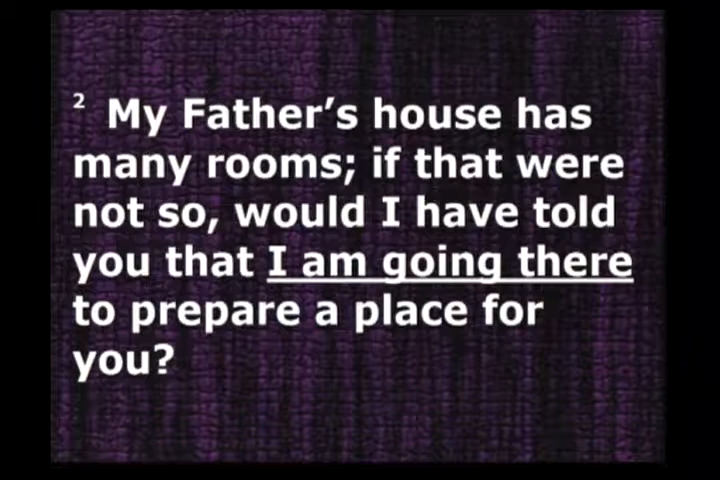 2 My Father’s house has
many rooms; if that were
not so, would I have told
you that I am going there
to prepare a place for
you?